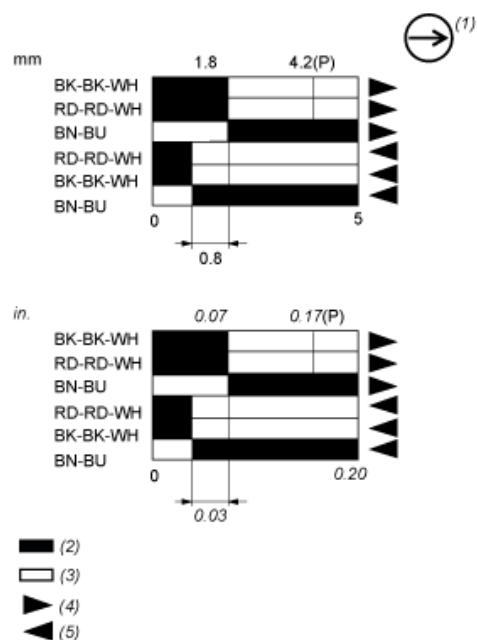 (1)
mm 1.8 4.2(P)
BK-BK-WH
RD-RD-WH
BN-BU
RD-RD-WH
BK-BK-WH
BN-BU
0 5
0.8
in. 0.07 0.17(P)
BK-BK-WH
RD-RD-WH
BN-BU
RD-RD-WH
BK-BK-WH
BN-BU
0 0.20
0.03
(2)
(3)
(4)
(5)